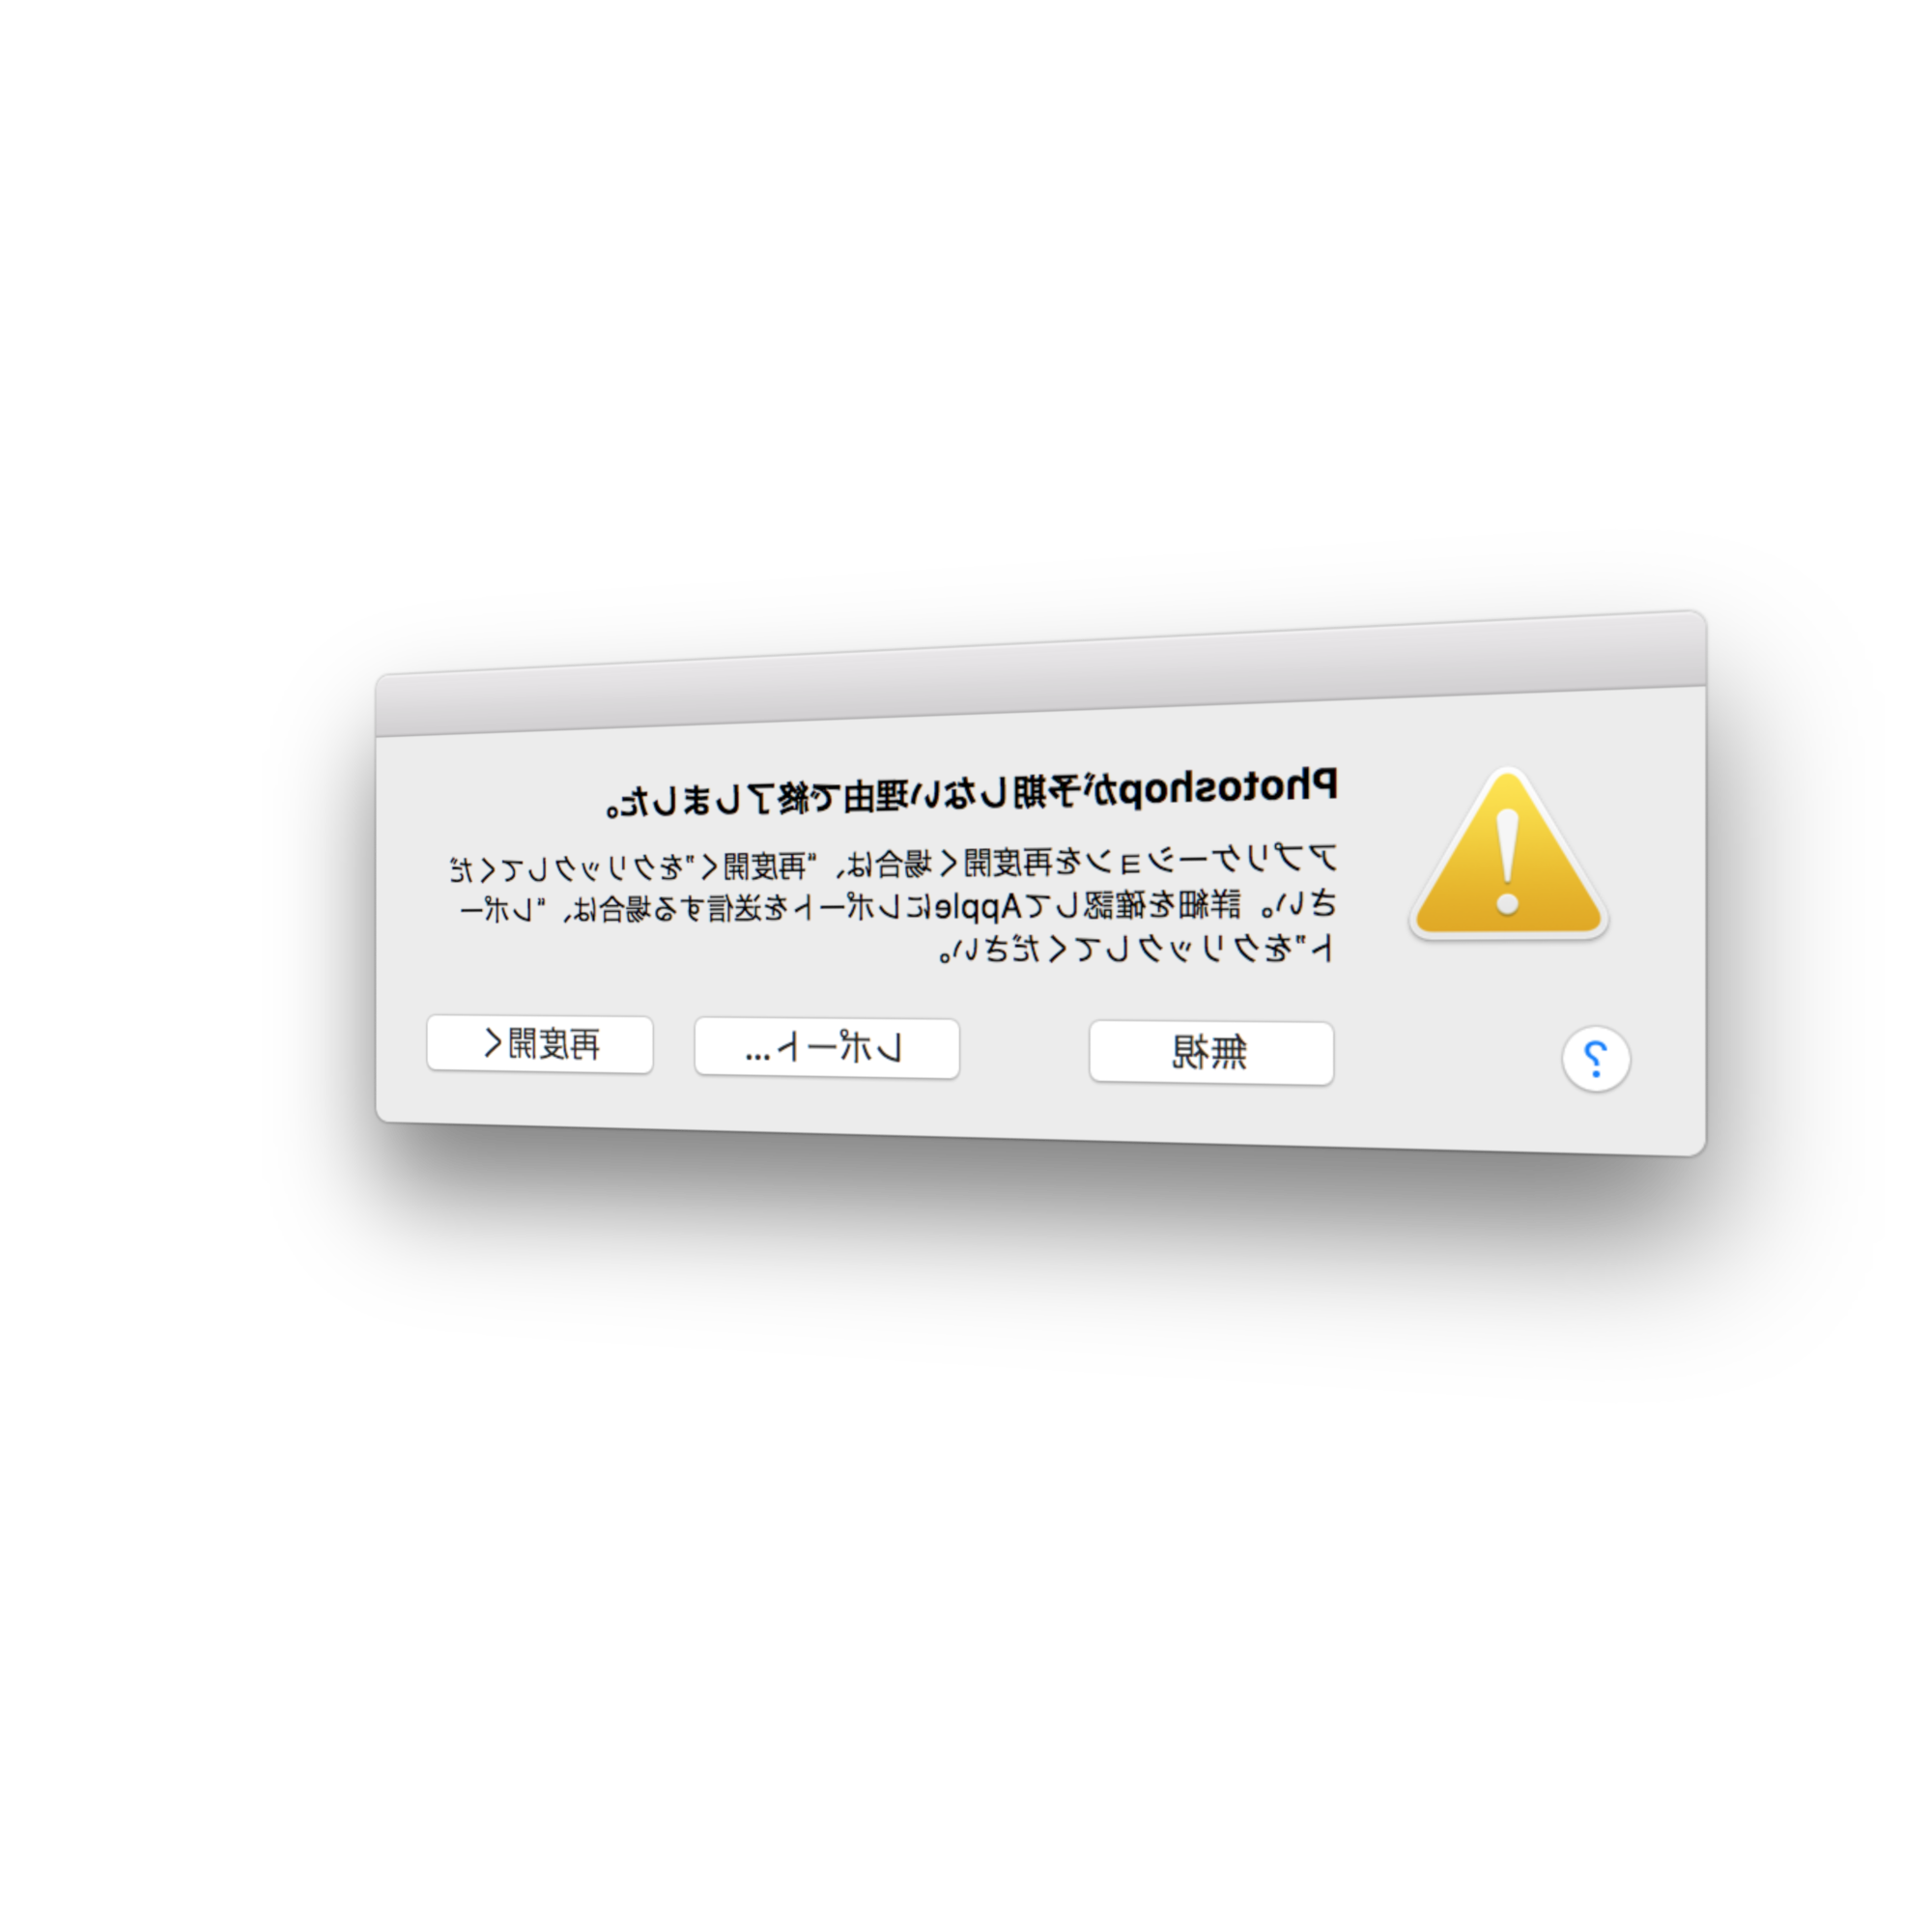 Photoshopが予期しない理由で終了しました。
アプリケーションを再度開く場合は、"再度開く"をクリックしてくだ
さい。詳細を確認してAppleにレポートを送信する場合は、"レポー
ト"をクリックしてください。
?
無視
レポート...
再度開く